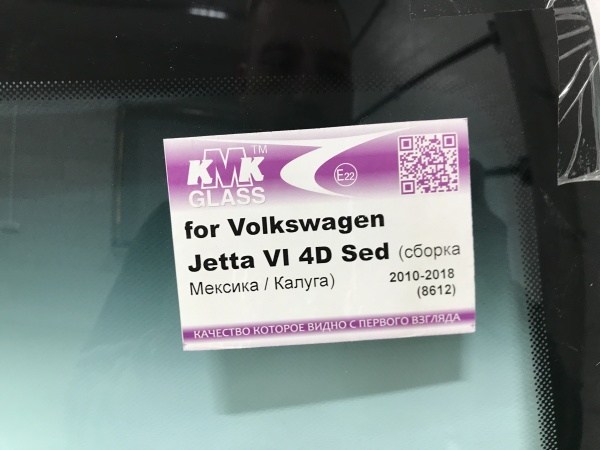 KMK™
GLASS
E22
for Volkswagen
Jetta VI 4D Sed (сборка
Мексика / Калуга)
2010-2018
(8612)
КАЧЕСТВО КОТОРОЕ ВИДНО С ПЕРВОГО ВЗГЛЯДА